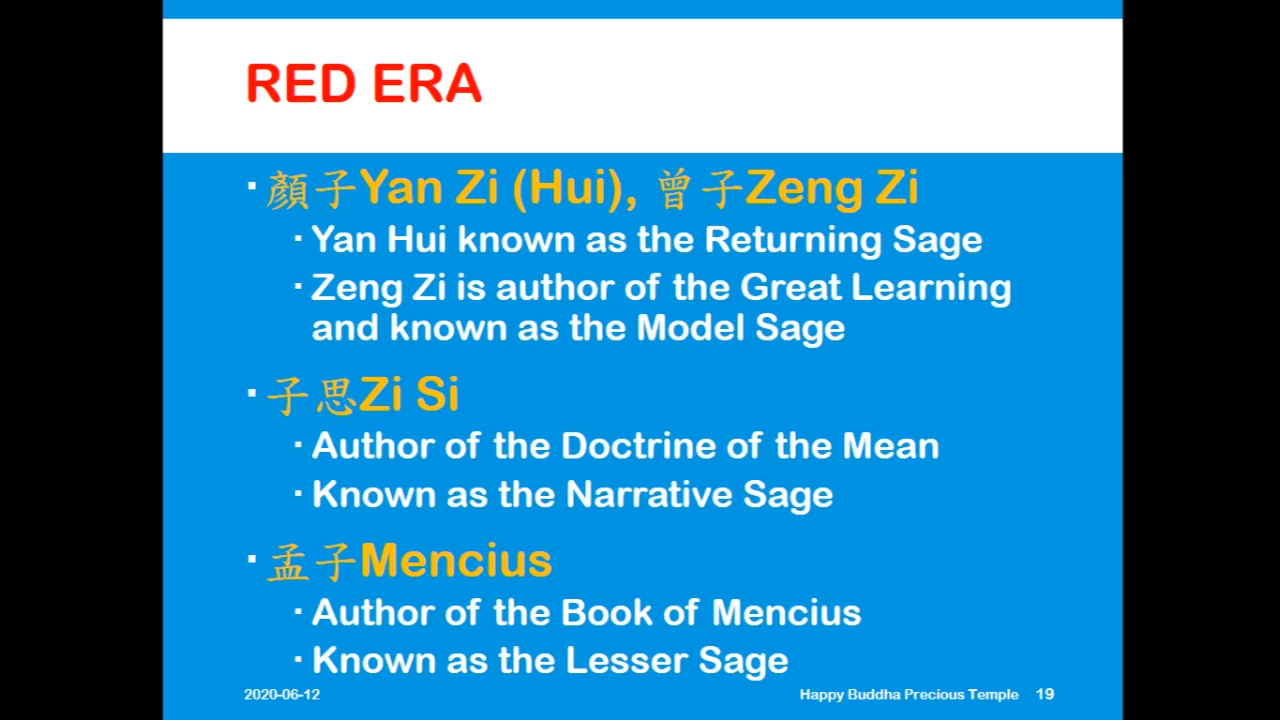 RED ERA
▪ 顏子Yan Zi (Hui), 曾子Zeng Zi
▪ Yan Hui known as the Returning Sage
▪ Zeng Zi is author of the Great Learning
and known as the Model Sage
▪ 子思Zi Si
▪ Author of the Doctrine of the Mean
▪ Known as the Narrative Sage
▪ 孟子Mencius
▪ Author of the Book of Mencius
▪ Known as the Lesser Sage
2020-06-12 Happy Buddha Precious Temple 19